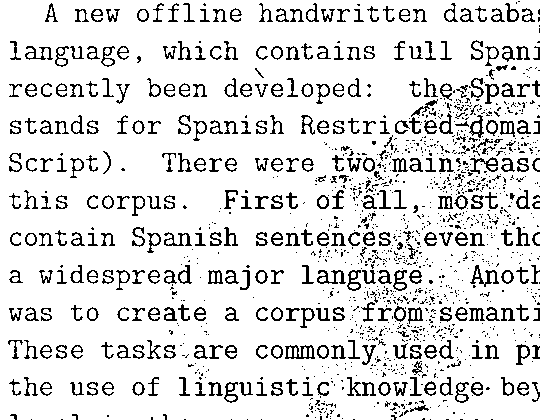 A new offline handwritten databas
language, which contains full Spani
recently been developed: the Spart
stands for Spanish Restricted-domai
Script). There were two main reaso
this corpus. First of all, most da
contain Spanish sentences, even tho
a widespread major language. Anoth
was to create a corpus from semanti
These tasks are commonly used in pr
the use of linguistic knowledge bey